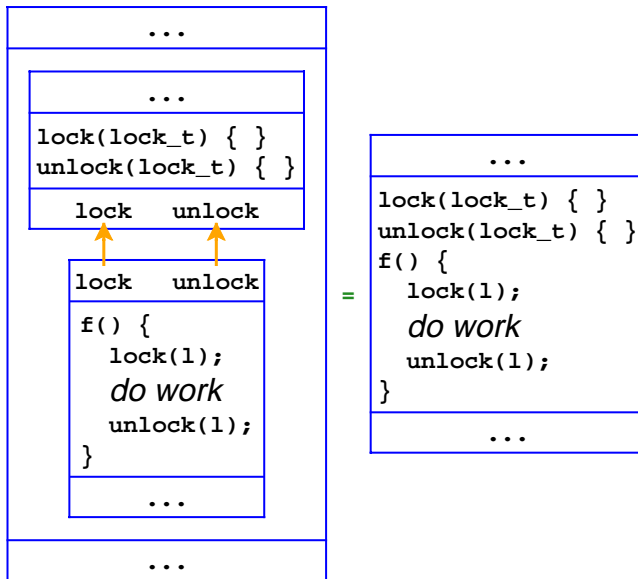 ...
...
lock(lock_t) { }
unlock(lock_t) { }
lock unlock
lock unlock
f() {
lock(l);
do work
unlock(l);
}
...
...
=
...
lock(lock_t) { }
unlock(lock_t) { }
f() {
lock(l);
do work
unlock(l);
}
...